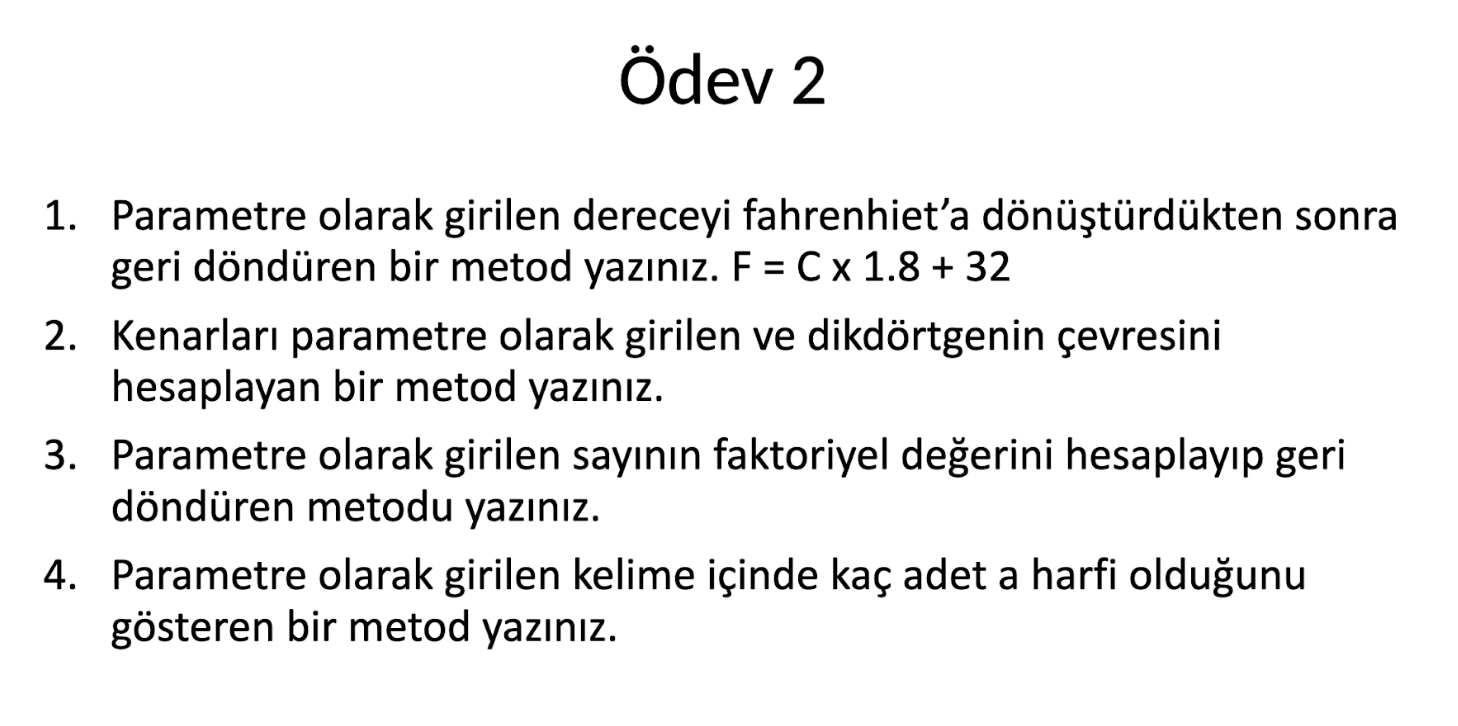 Ödev 2
1. Parametre olarak girilen dereceyi fahrenhiet’a dönüştürdükten sonra
geri döndüren bir metod yazınız. F = C x 1.8 + 32
2. Kenarları parametre olarak girilen ve dikdörtgenin çevresini
hesaplayan bir metod yazınız.
3. Parametre olarak girilen sayının faktoriyel değerini hesaplayıp geri
döndüren metodu yazınız.
4. Parametre olarak girilen kelime içinde kaç adet a harfi olduğunu
gösteren bir metod yazınız.